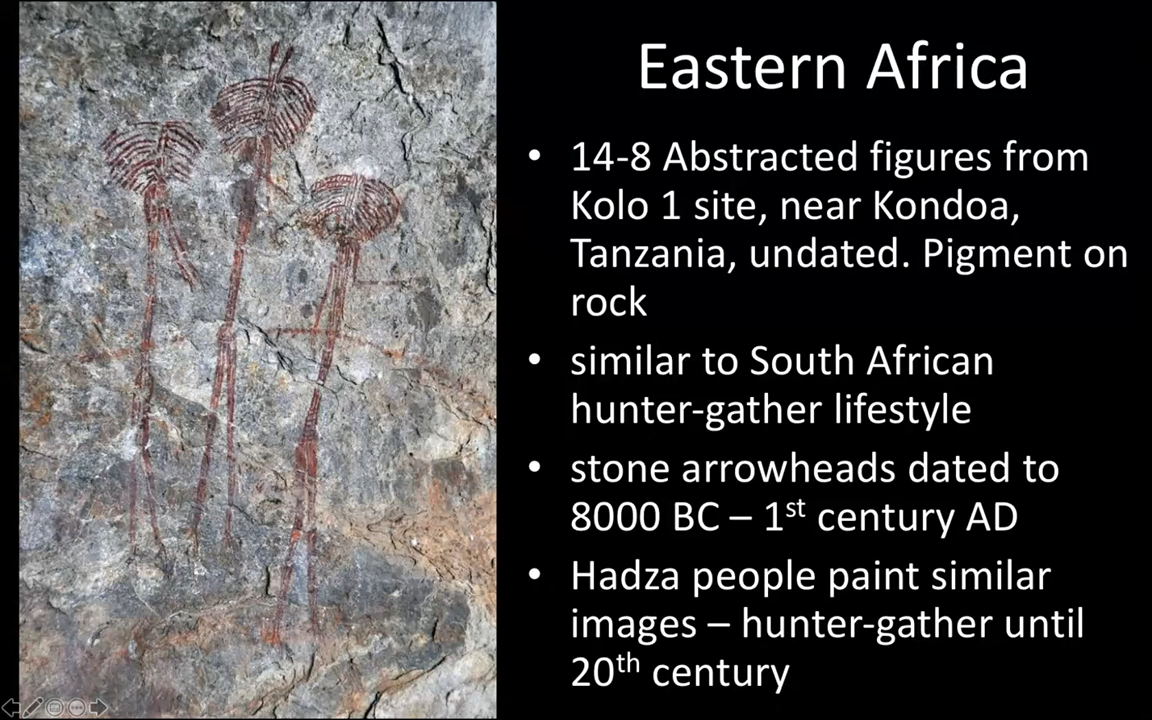 Eastern Africa
• 14-8 Abstracted figures from
Kolo 1 site, near Kondoa,
Tanzania, undated. Pigment on
rock
• similar to South African
hunter-gather lifestyle
• stone arrowheads dated to
8000 BC – 1st century AD
• Hadza people paint similar
images – hunter-gather until
20th century